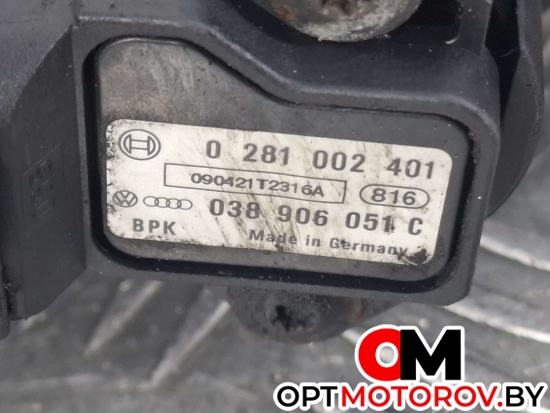 0 281 002 401
090421T2316A 816
038 906 051 C
BPK Made in Germany
OM
OPTMOTOROV.BY